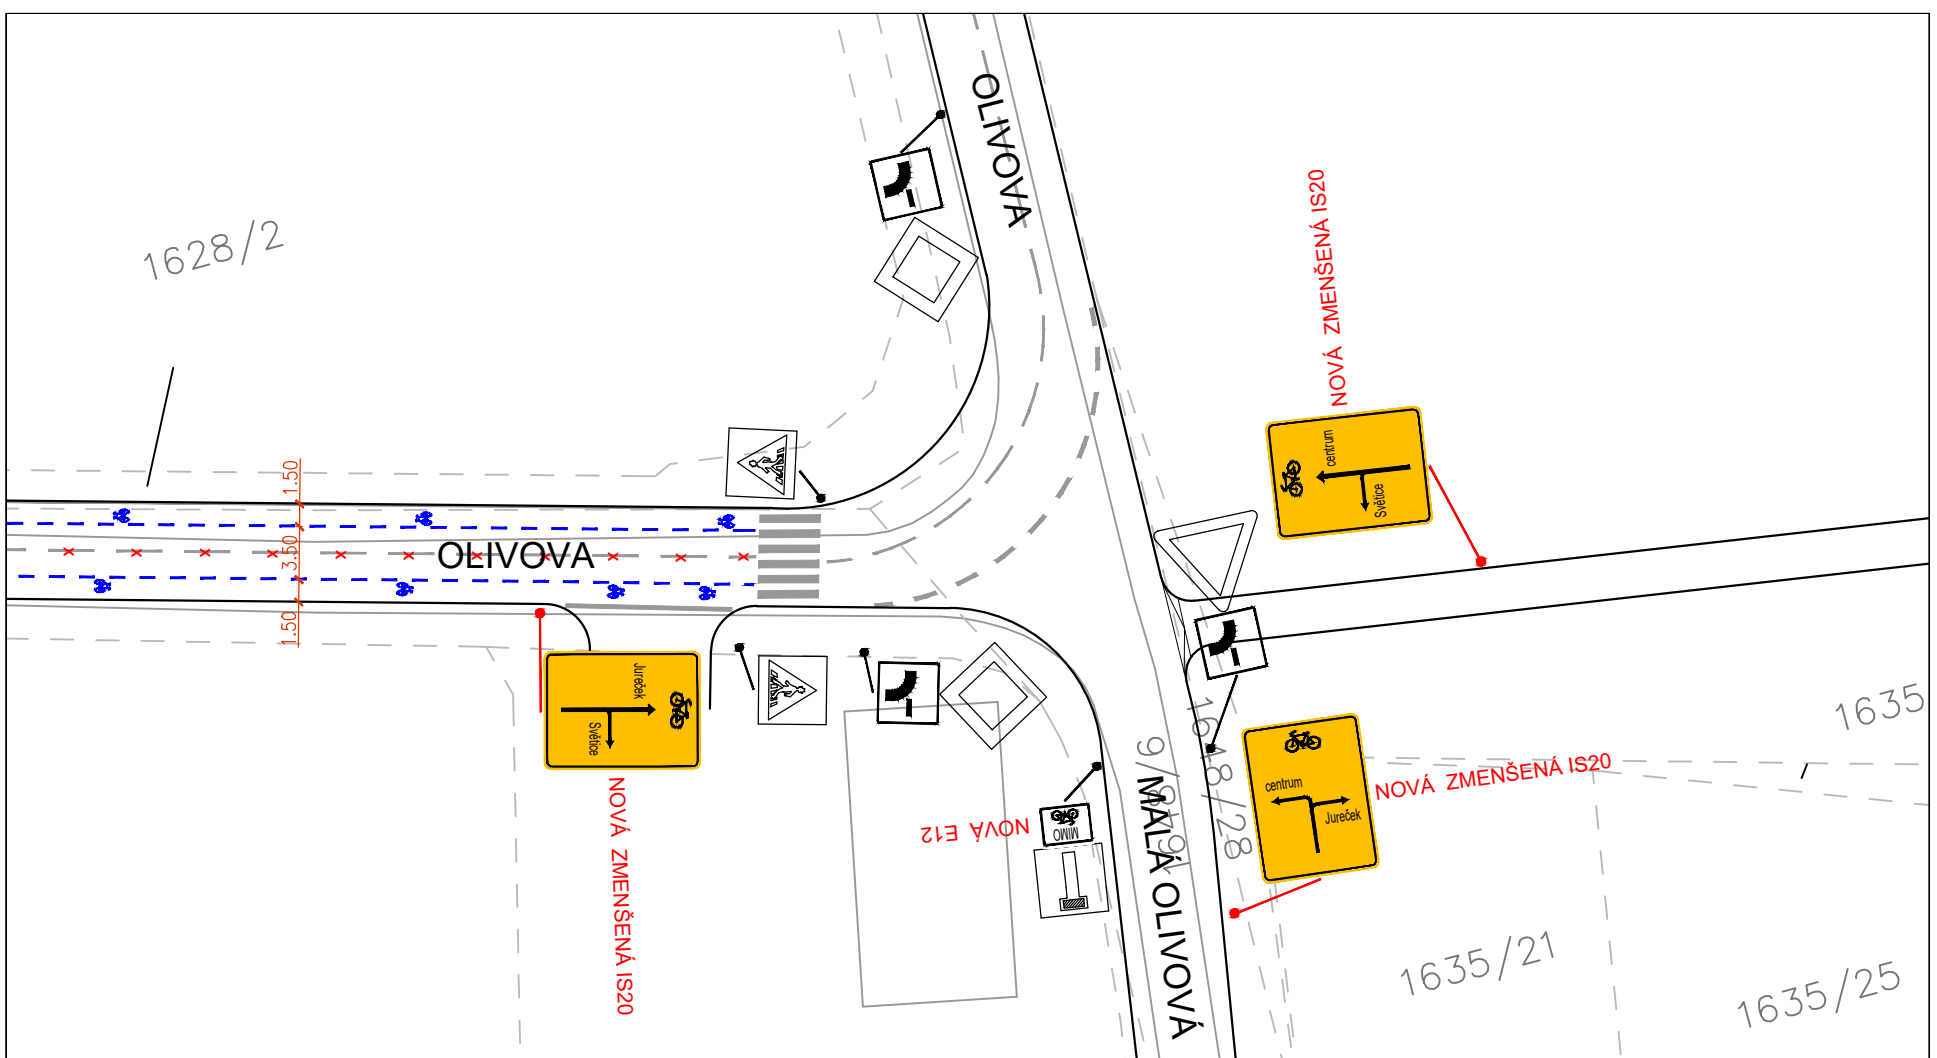 OLIVOVA
NOVÁ ZMENŠENÁ IS20
1628/2
centrum
Světice
1.50
3.50
1.50
OLIVOVA
Jureček
Světice
NOVÁ ZMENŠENÁ IS20
1635
1648/28
centrum
Jureček
NOVÁ ZMENŠENÁ IS20
NOVÁ E12
MIMO
MALÁ OLIVOVÁ
1635/21
1635/25